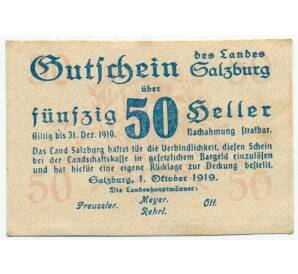 Gutschein des Landes Salzburg
über
fünfzig 50 Heller
Giltig bis 31. Dez. 1919. Nachahmung strafbar.
Das Land Salzburg haftet für die Verbindlichkeit, diesen Schein
bei der Landschaftskasse in gesetzlichem Bargeld einzulösen
und hat hiefür eine eigene Rücklage zur Deckung bestellt.
Salzburg, 1. Oktober 1919.
Die Landeshauptmänner:
Preussler. Meyer. Ott.
Rehrl.
50 50